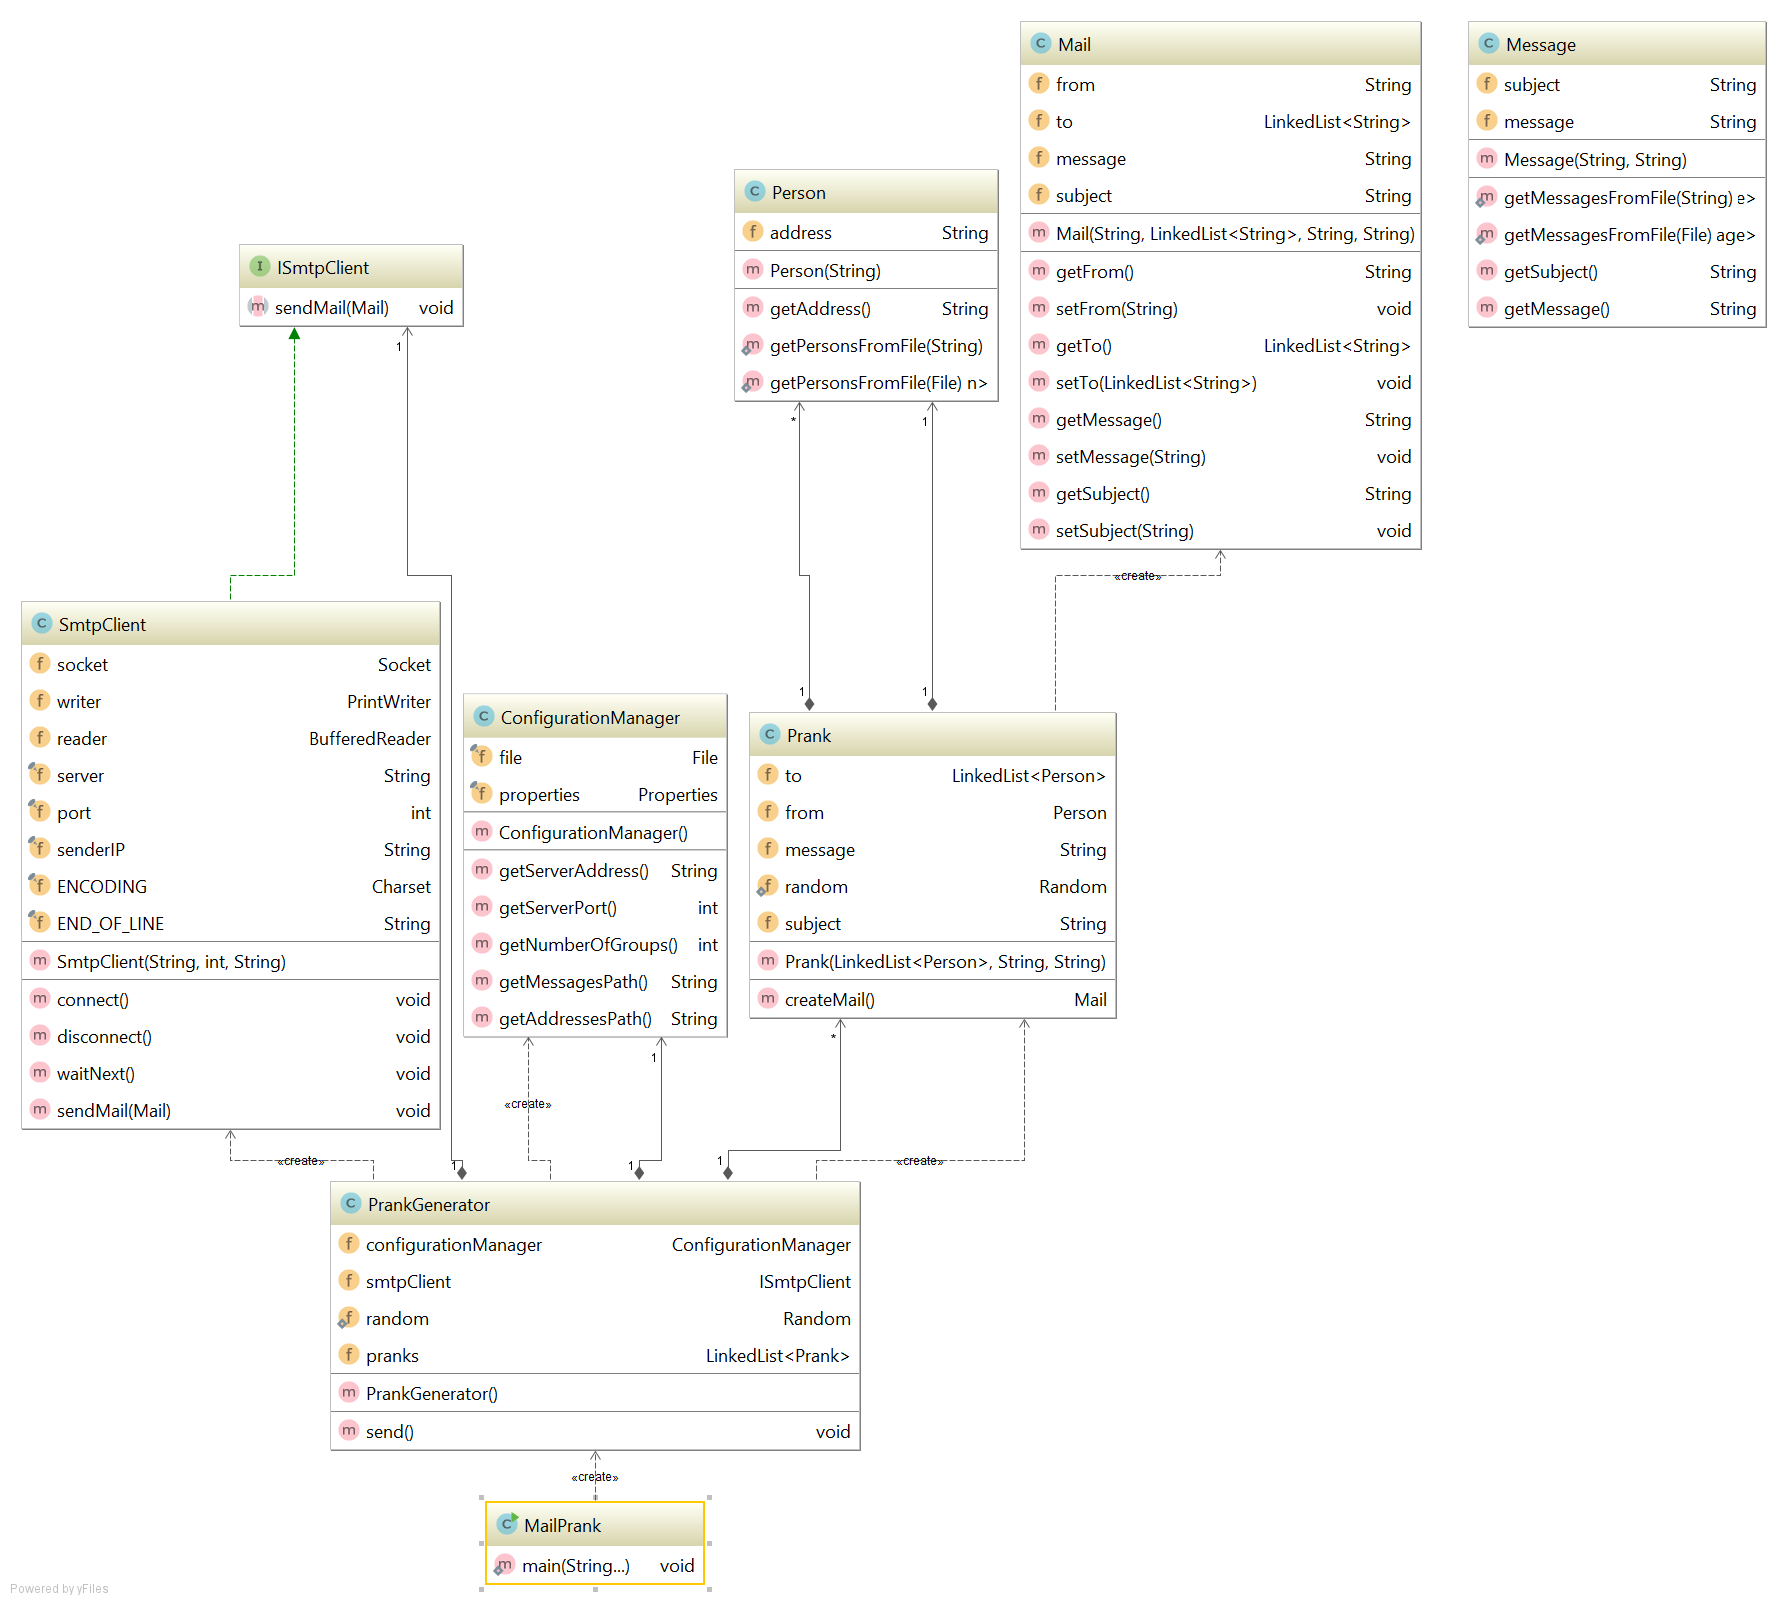 Mail
from String
to LinkedList<String>
message String
subject String
Mail(String, LinkedList<String>, String, String)
getFrom() String
setFrom(String) void
getTo() LinkedList<String>
setTo(LinkedList<String>) void
getMessage() String
setMessage(String) void
getSubject() String
setSubject(String) void
Message
subject String
message String
Message(String, String)
getMessagesFromFile(String) e>
getMessagesFromFile(File) age>
getSubject() String
getMessage() String
Person
address String
Person(String)
getAddress() String
getPersonsFromFile(String)
getPersonsFromFile(File) n>
ISmtpClient
sendMail(Mail) void
1
*
1
«create»
SmtpClient
socket Socket
writer PrintWriter
reader BufferedReader
server String
port int
senderIP String
ENCODING Charset
END_OF_LINE String
SmtpClient(String, int, String)
connect() void
disconnect() void
waitNext() void
sendMail(Mail) void
ConfigurationManager
file File
properties Properties
ConfigurationManager()
getServerAddress() String
getServerPort() int
getNumberOfGroups() int
getMessagesPath() String
getAddressesPath() String
1
1
Prank
to LinkedList<Person>
from Person
message String
random Random
subject String
Prank(LinkedList<Person>, String, String)
createMail() Mail
*
1
«create»
«create»
1
1
1
«create»
PrankGenerator
configurationManager ConfigurationManager
smtpClient ISmtpClient
random Random
pranks LinkedList<Prank>
PrankGenerator()
send() void
«create»
MailPrank
main(String...) void
Powered by yFiles